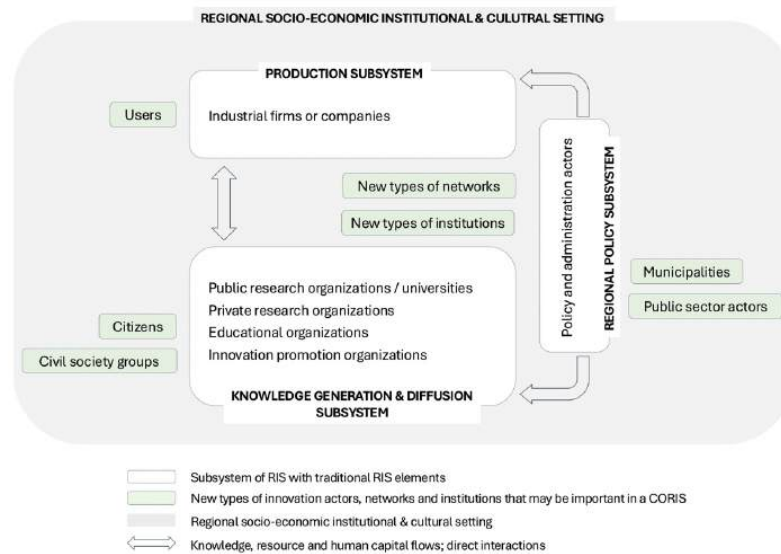 REGIONAL SOCIO-ECONOMIC INSTITUTIONAL & CULUTRAL SETTING
PRODUCTION SUBSYSTEM
Users
Industrial firms or companies
New types of networks
New types of institutions
Policy and administration actors
REGIONAL POLICY SUBSYSTEM
Municipalities
Public sector actors
Public research organizations / universities
Private research organizations
Educational organizations
Innovation promotion organizations
Citizens
Civil society groups
KNOWLEDGE GENERATION & DIFFUSION
SUBSYSTEM
Subsystem of RIS with traditional RIS elements
New types of innovation actors, networks and institutions that may be important in a CORIS
Regional socio-economic institutional & cultural setting
Knowledge, resource and human capital flows; direct interactions